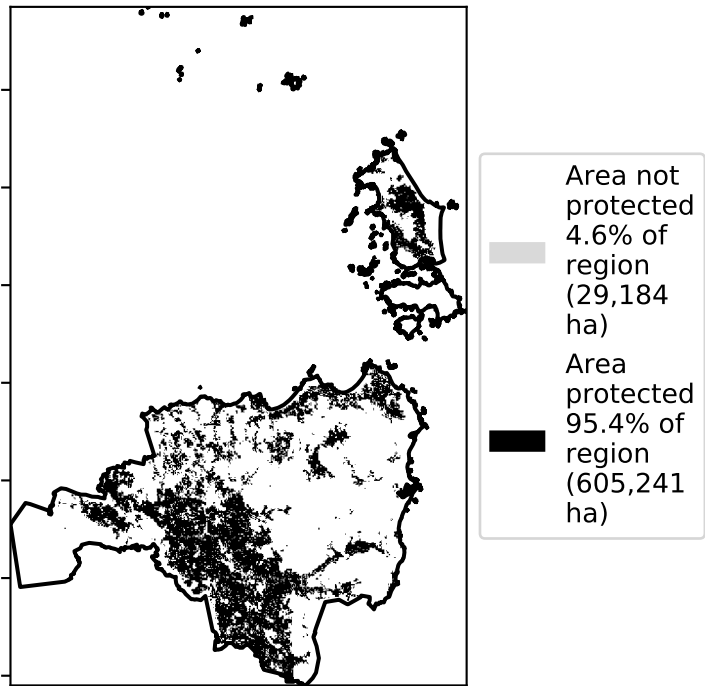 Area not
protected
4.6% of
region
(29,184
ha)
Area
protected
95.4% of
region
(605,241
ha)